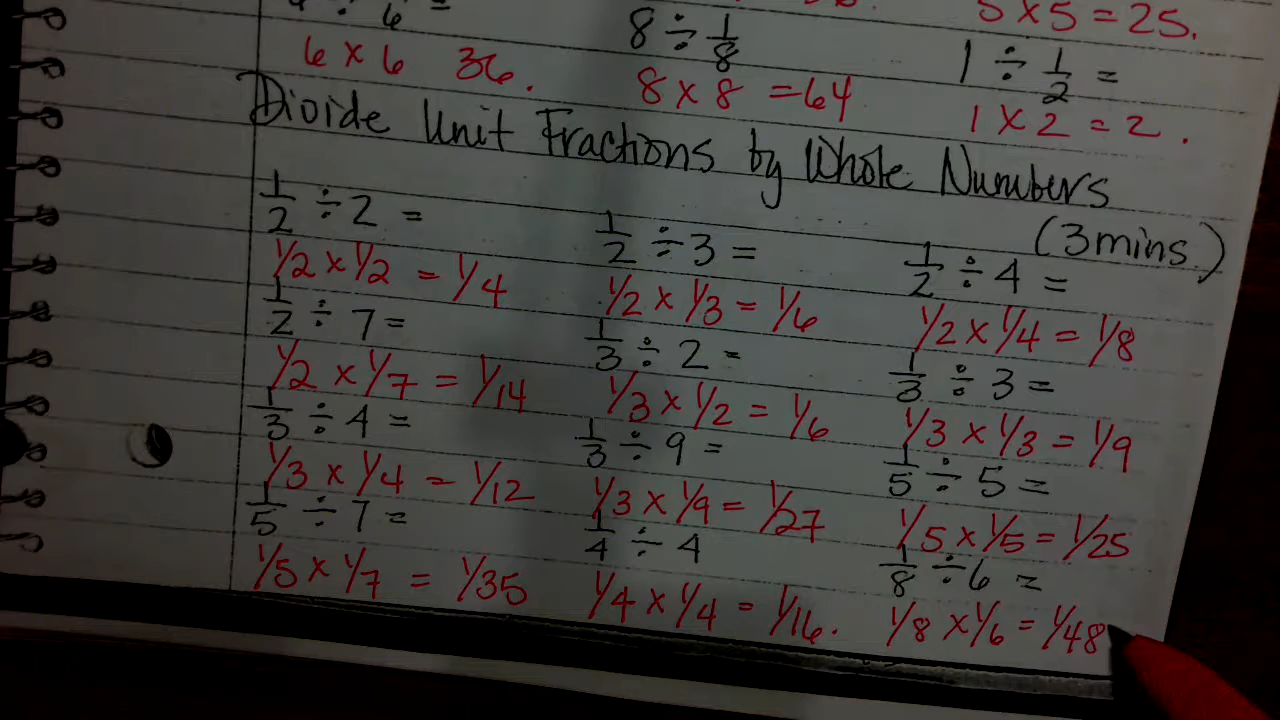 ÷ 6 =
5 x 5 = 25.
8 ÷ 1/8
6 x 6 36.
1 ÷ 1/2 =
8 x 8 = 64
1 x 2 = 2.
Divide Unit Fractions by Whole Numbers
(3 mins.)
1/2 ÷ 2 = 1/2 ÷ 3 = 1/2 ÷ 4 =
1/2 x 1/2 = 1/4 1/2 x 1/3 = 1/6 1/2 x 1/4 = 1/8
1/2 ÷ 7 = 1/3 ÷ 2 = 1/3 ÷ 3 =
1/2 x 1/7 = 1/14 1/3 x 1/2 = 1/6 1/3 x 1/3 = 1/9
1/3 ÷ 4 = 1/3 ÷ 9 = 1/5 ÷ 5 =
1/3 x 1/4 = 1/12 1/3 x 1/9 = 1/27 1/5 x 1/5 = 1/25
1/5 ÷ 7 = 1/4 ÷ 4 1/8 ÷ 6 =
1/5 x 1/7 = 1/35 1/4 x 1/4 = 1/16. 1/8 x 1/6 = 1/48